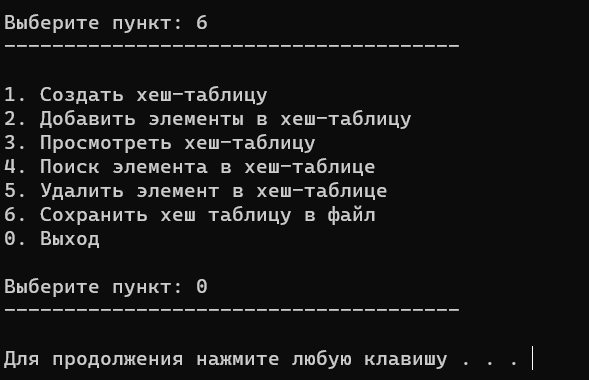 Выберите пункт: 6
--------------------------------------
1. Создать хеш-таблицу
2. Добавить элементы в хеш-таблицу
3. Просмотреть хеш-таблицу
4. Поиск элемента в хеш-таблице
5. Удалить элемент в хеш-таблице
6. Сохранить хеш таблицу в файл
0. Выход
Выберите пункт: 0
--------------------------------------
Для продолжения нажмите любую клавишу . . .